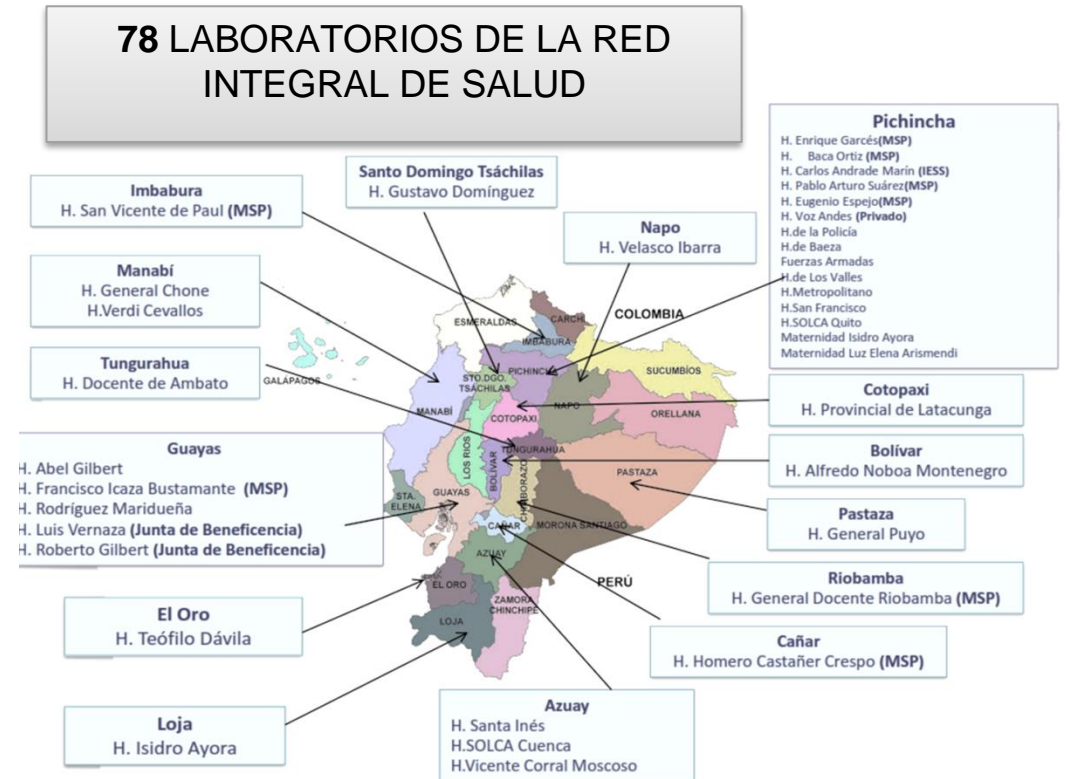 78 LABORATORIOS DE LA RED
INTEGRAL DE SALUD
Imbabura
H. San Vicente de Paul (MSP)
Santo Domingo Tsáchilas
H. Gustavo Domínguez
Napo
H. Velasco Ibarra
Pichincha
H. Enrique Garcés(MSP)
H. Baca Ortiz (MSP)
H. Carlos Andrade Marín (IESS)
H. Pablo Arturo Suárez(MSP)
H. Eugenio Espejo(MSP)
H. Voz Andes (Privado)
H.de la Policía
H.de Baeza
Fuerzas Armadas
H.de Los Valles
H.Metropolitano
H.San Francisco
H.SOLCA Quito
Maternidad Isidro Ayora
Maternidad Luz Elena Arismendi
Manabí
H. General Chone
H.Verdi Cevallos
Tungurahua
H. Docente de Ambato
Guayas
H. Abel Gilbert
H. Francisco Icaza Bustamante (MSP)
H. Rodríguez Maridueña
H. Luis Vernaza (Junta de Beneficencia)
H. Roberto Gilbert (Junta de Beneficencia)
El Oro
H. Teófilo Dávila
Loja
H. Isidro Ayora
Azuay
H. Santa Inés
H.SOLCA Cuenca
H.Vicente Corral Moscoso
Cotopaxi
H. Provincial de Latacunga
Bolívar
H. Alfredo Noboa Montenegro
Pastaza
H. General Puyo
Riobamba
H. General Docente Riobamba (MSP)
Cañar
H. Homero Castañer Crespo (MSP)
COLOMBIA
PERÚ
GALÁPAGOS
ESMERALDAS
CARCHI
IMBABURA
PICHINCHA
SUCUMBÍOS
STO.DGO.
TSÁCHILAS
MANABÍ
COTOPAXI
NAPO
ORELLANA
TUNGURAHUA
LOS RIOS
BOLÍVAR
CHIMBORAZO
PASTAZA
STA.
ELENA
GUAYAS
CAÑAR
MORONA SANTIAGO
AZUAY
EL ORO
ZAMORA
CHINCHIPE
LOJA